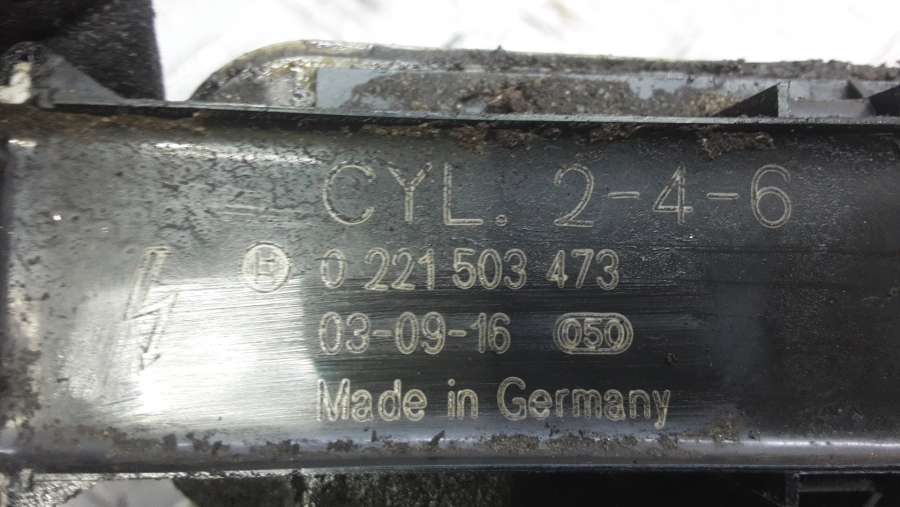 CYL. 2-4-6
0 221 503 473
03-09-16 050
Made in Germany